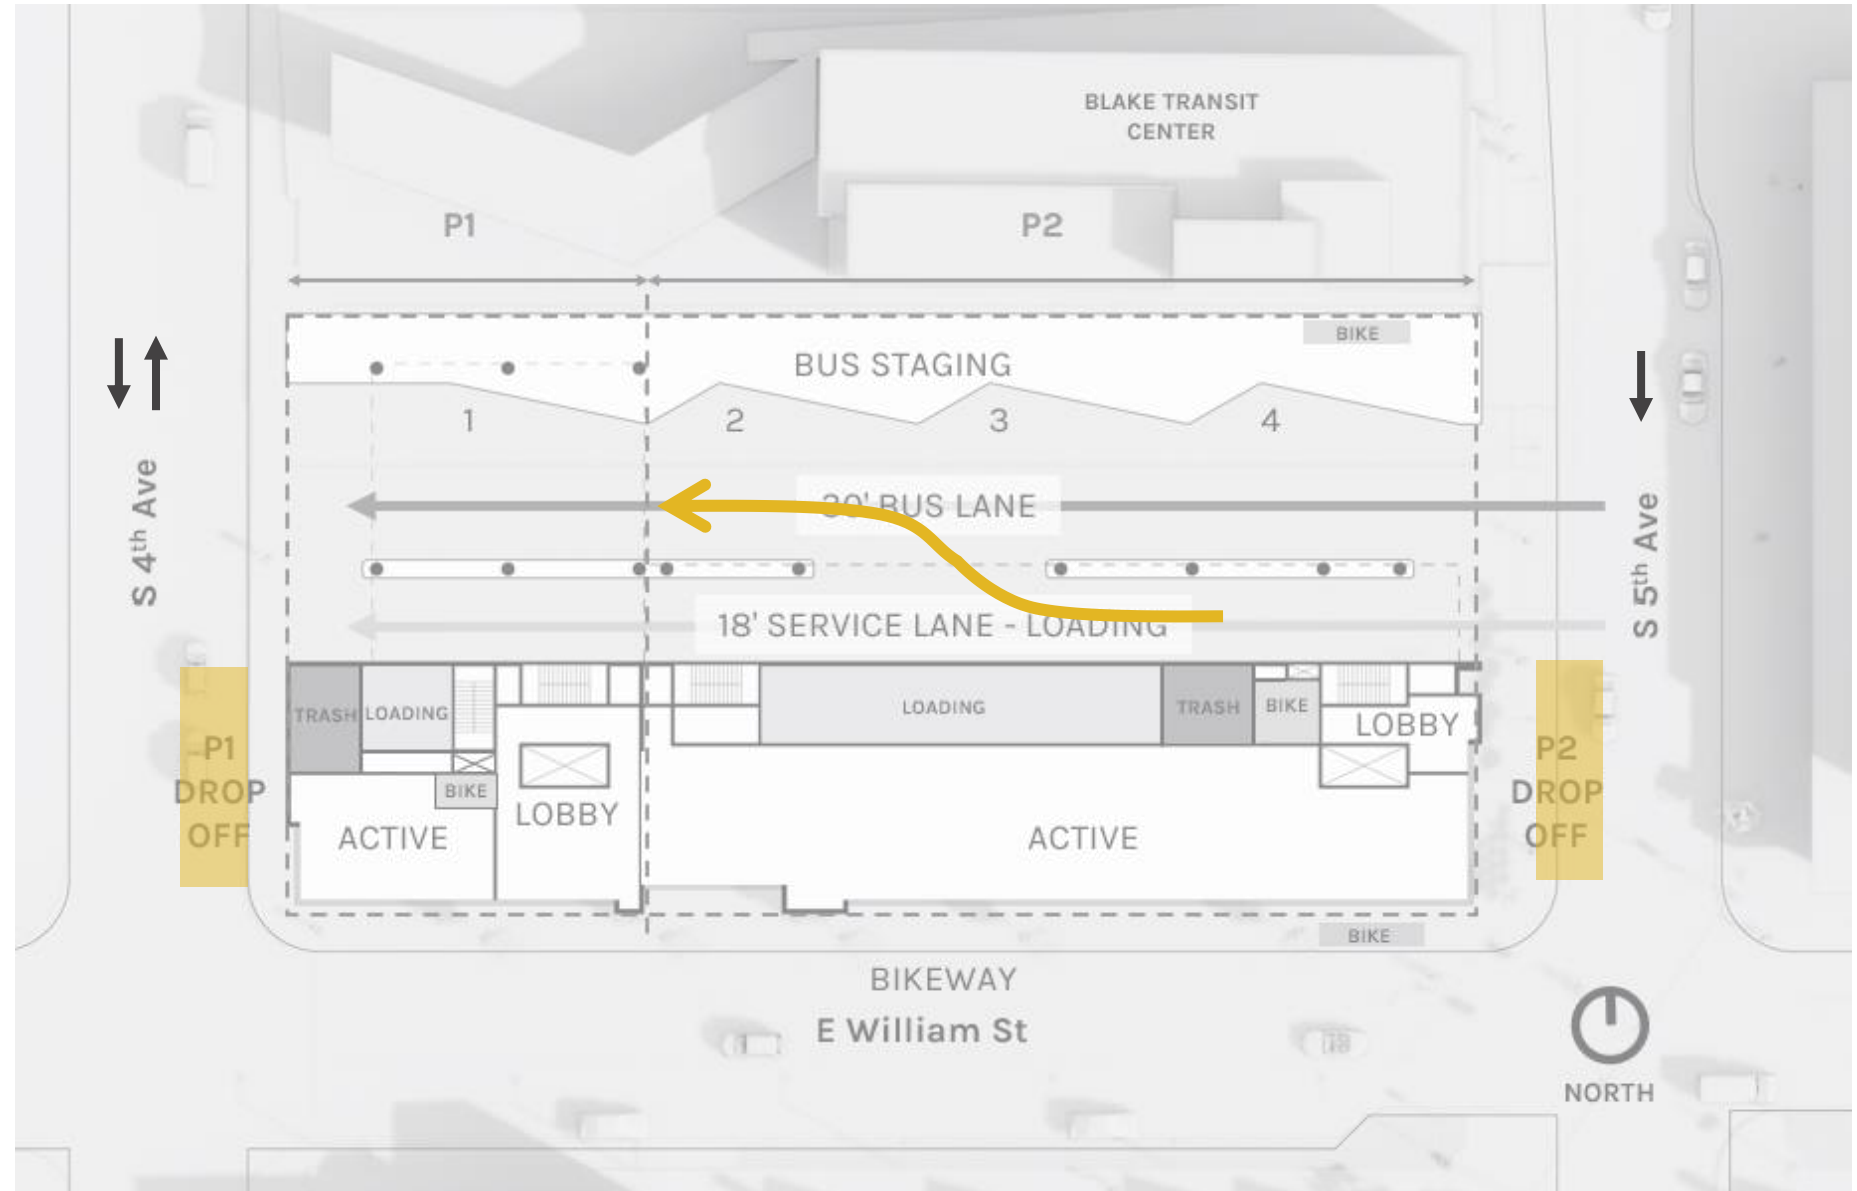 BLAKE TRANSIT
CENTER
P1
P2
BIKE
BUS STAGING
1
2
3
4
S 4th Ave
S 5th Ave
30' BUS LANE
18' SERVICE LANE - LOADING
TRASH
LOADING
LOADING
TRASH
BIKE
LOBBY
P1
DROP
OFF
P2
DROP
OFF
BIKE
LOBBY
ACTIVE
ACTIVE
BIKE
BIKEWAY
E William St
NORTH